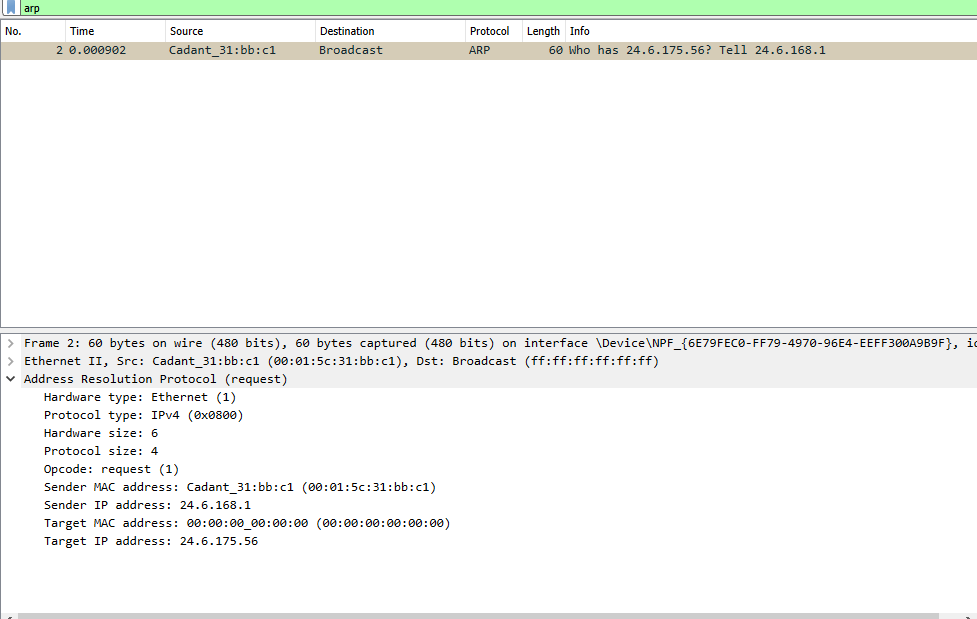 arp
No. Time Source Destination Protocol Length Info
2 0.000902 Cadant_31:bb:c1 Broadcast ARP 60 Who has 24.6.175.56? Tell 24.6.168.1
Frame 2: 60 bytes on wire (480 bits), 60 bytes captured (480 bits) on interface \Device\NPF_{6E79FEC0-FF79-4970-96E4-EEFF300A9B9F},
Ethernet II, Src: Cadant_31:bb:c1 (00:01:5c:31:bb:c1), Dst: Broadcast (ff:ff:ff:ff:ff:ff)
Address Resolution Protocol (request)
Hardware type: Ethernet (1)
Protocol type: IPv4 (0x0800)
Hardware size: 6
Protocol size: 4
Opcode: request (1)
Sender MAC address: Cadant_31:bb:c1 (00:01:5c:31:bb:c1)
Sender IP address: 24.6.168.1
Target MAC address: 00:00:00_00:00:00 (00:00:00:00:00:00)
Target IP address: 24.6.175.56